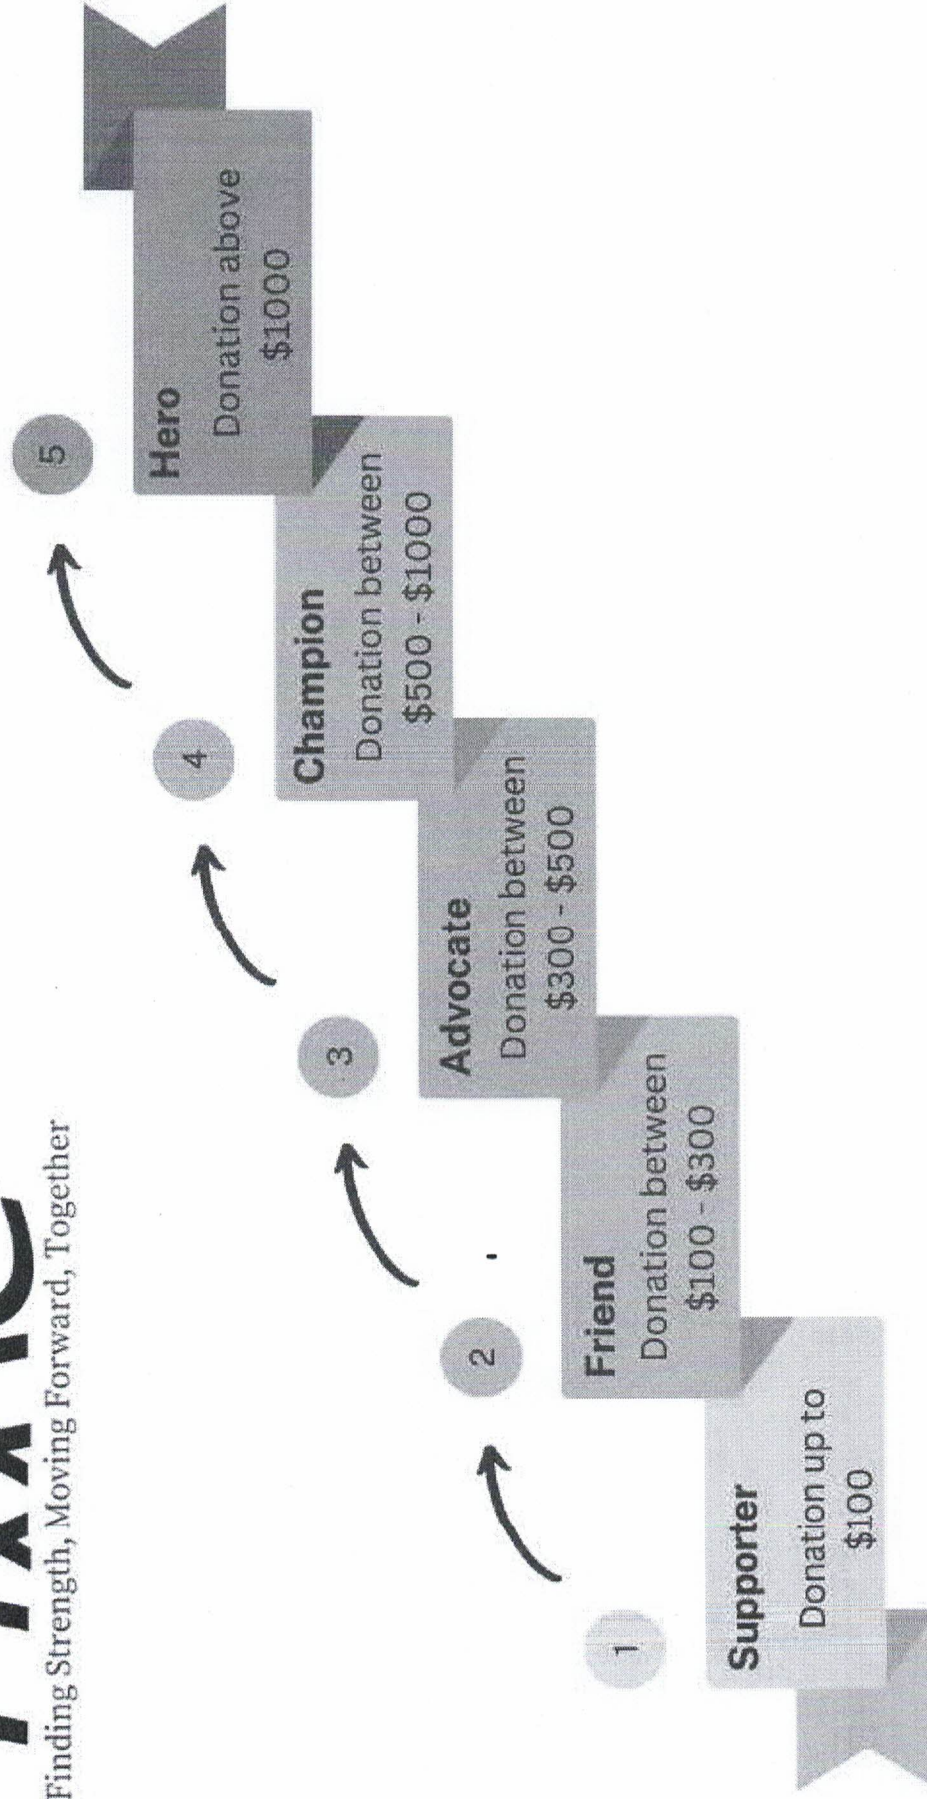 Finding Strength, Moving Forward, Together
1
Supporter
Donation up to
$100
2
Friend
Donation between
$100 - $300
3
Advocate
Donation between
$300 - $500
4
Champion
Donation between
$500 - $1000
5
Hero
Donation above
$1000